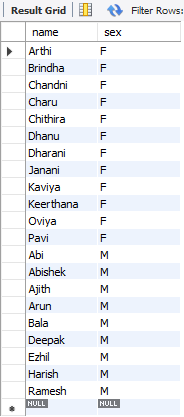 Result Grid Filter Rows:
name sex
Arthi F
Brindha F
Chandni F
Charu F
Chithira F
Dhanu F
Dharani F
Janani F
Kaviya F
Keerthana F
Oviya F
Pavi F
Abi M
Abishek M
Ajith M
Arun M
Bala M
Deepak M
Ezhil M
Harish M
Ramesh M
NULL NULL